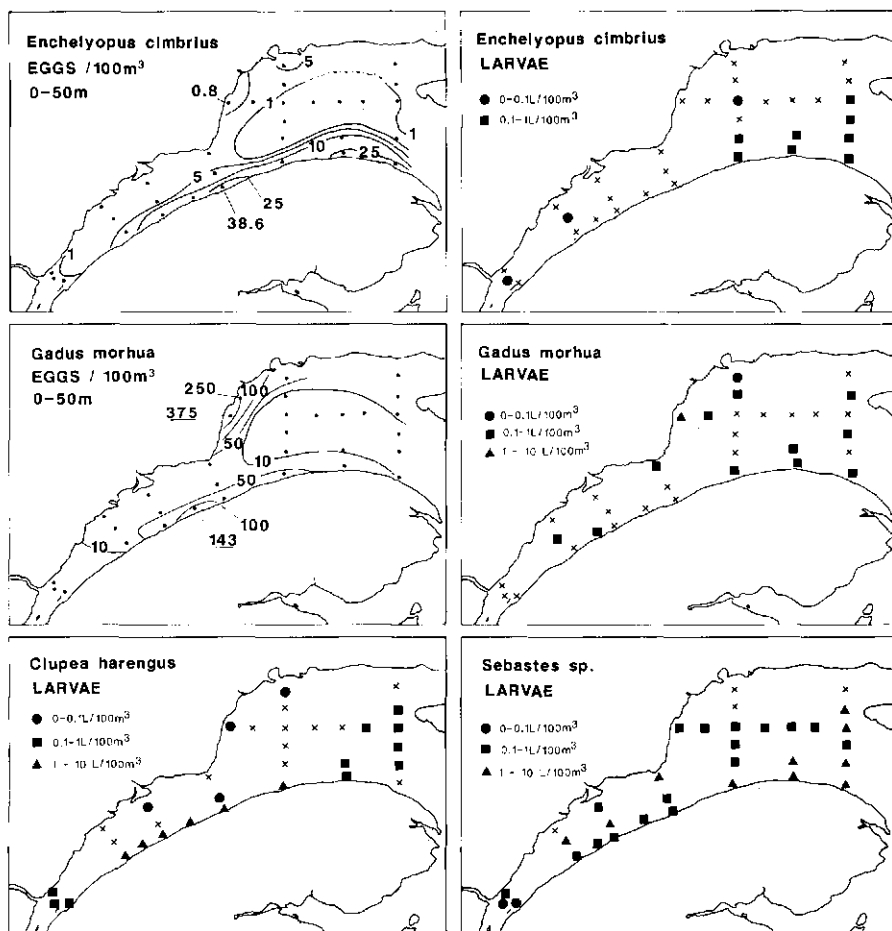 Enchelyopus cimbrius
EGGS /100m³
0-50m
5
0.8
1
1
10
25
5
25
38.6
1
Enchelyopus cimbrius
LARVAE
0-0.1L/100m³
0.1-1L/100m³
Gadus morhua
EGGS / 100m³
0-50m
250
100
375
50
10
50
100
10
143
Gadus morhua
LARVAE
0-0.1L/100m³
0.1-1L/100m³
1-10L/100m³
Clupea harengus
LARVAE
0-0.1L/100m³
0.1-1L/100m³
1-10L/100m³
Sebastes sp.
LARVAE
0-0.1L/100m³
0.1-1L/100m³
1-10L/100m³